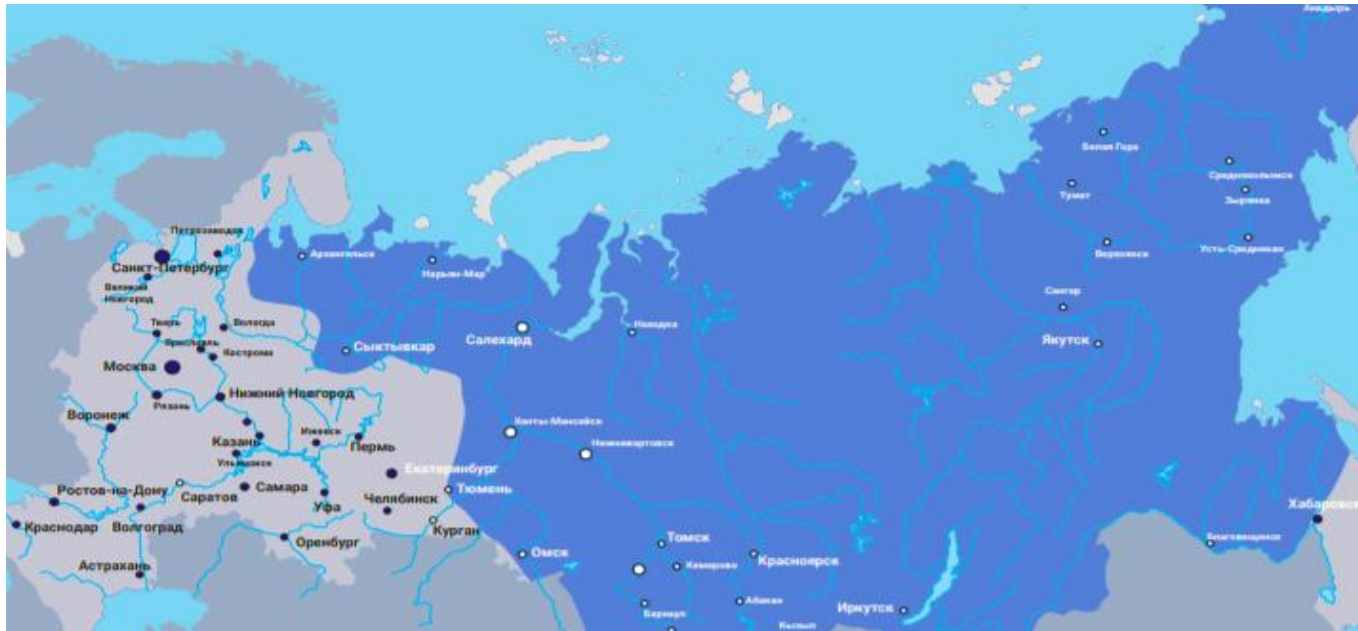 Анадырь
Белая Гора
Среднеколымск
Тумат
Зырянка
Петрозаводск
Верхоянск
Усть-Среднекан
Архангельск
Санкт-Петербург
Нарьян-Мар
Великий
Новгород
Сангар
Тверь
Вологда
Салехард
Находка
Ярославль
Кострома
Сыктывкар
Якутск
Москва
Нижний Новгород
Рязань
Воронеж
Ханты-Мансийск
Ижевск
Нижневартовск
Казань
Пермь
Ульяновск
Екатеринбург
Ростов-на-Дону
Самара
Тюмень
Саратов
Челябинск
Хабаровск
Уфа
Краснодар
Волгоград
Курган
Оренбург
Томск
Благовещенск
Омск
Красноярск
Астрахань
Кемерово
Абакан
Иркутск
Барнаул
Кызыл